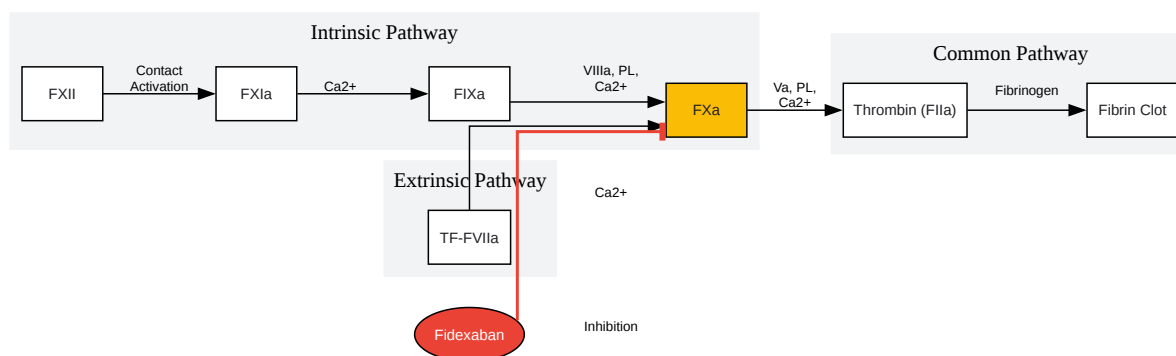 Intrinsic Pathway
Common Pathway
FXII
Contact
Activation
FXIa
Ca2+
FIXa
VIIIa, PL,
Ca2+
FXa
Va, PL,
Ca2+
Thrombin (FIIa)
Fibrinogen
Fibrin Clot
Extrinsic Pathway
Ca2+
TF-FVIIa
Fidexaban
Inhibition